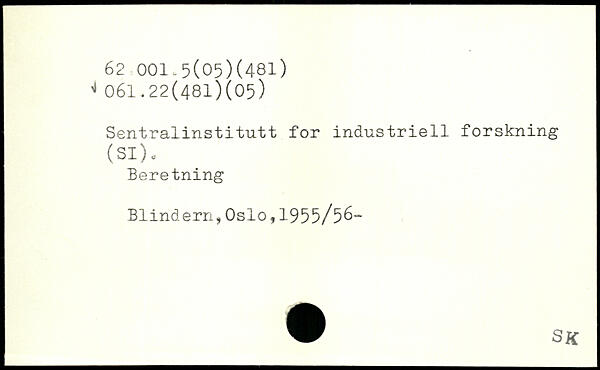 62.001.5(05)(481)
√ 061.22(481)(05)
Sentralinstitutt for industriell forskning
(SI).
Beretning
Blindern,Oslo,1955/56-
SK